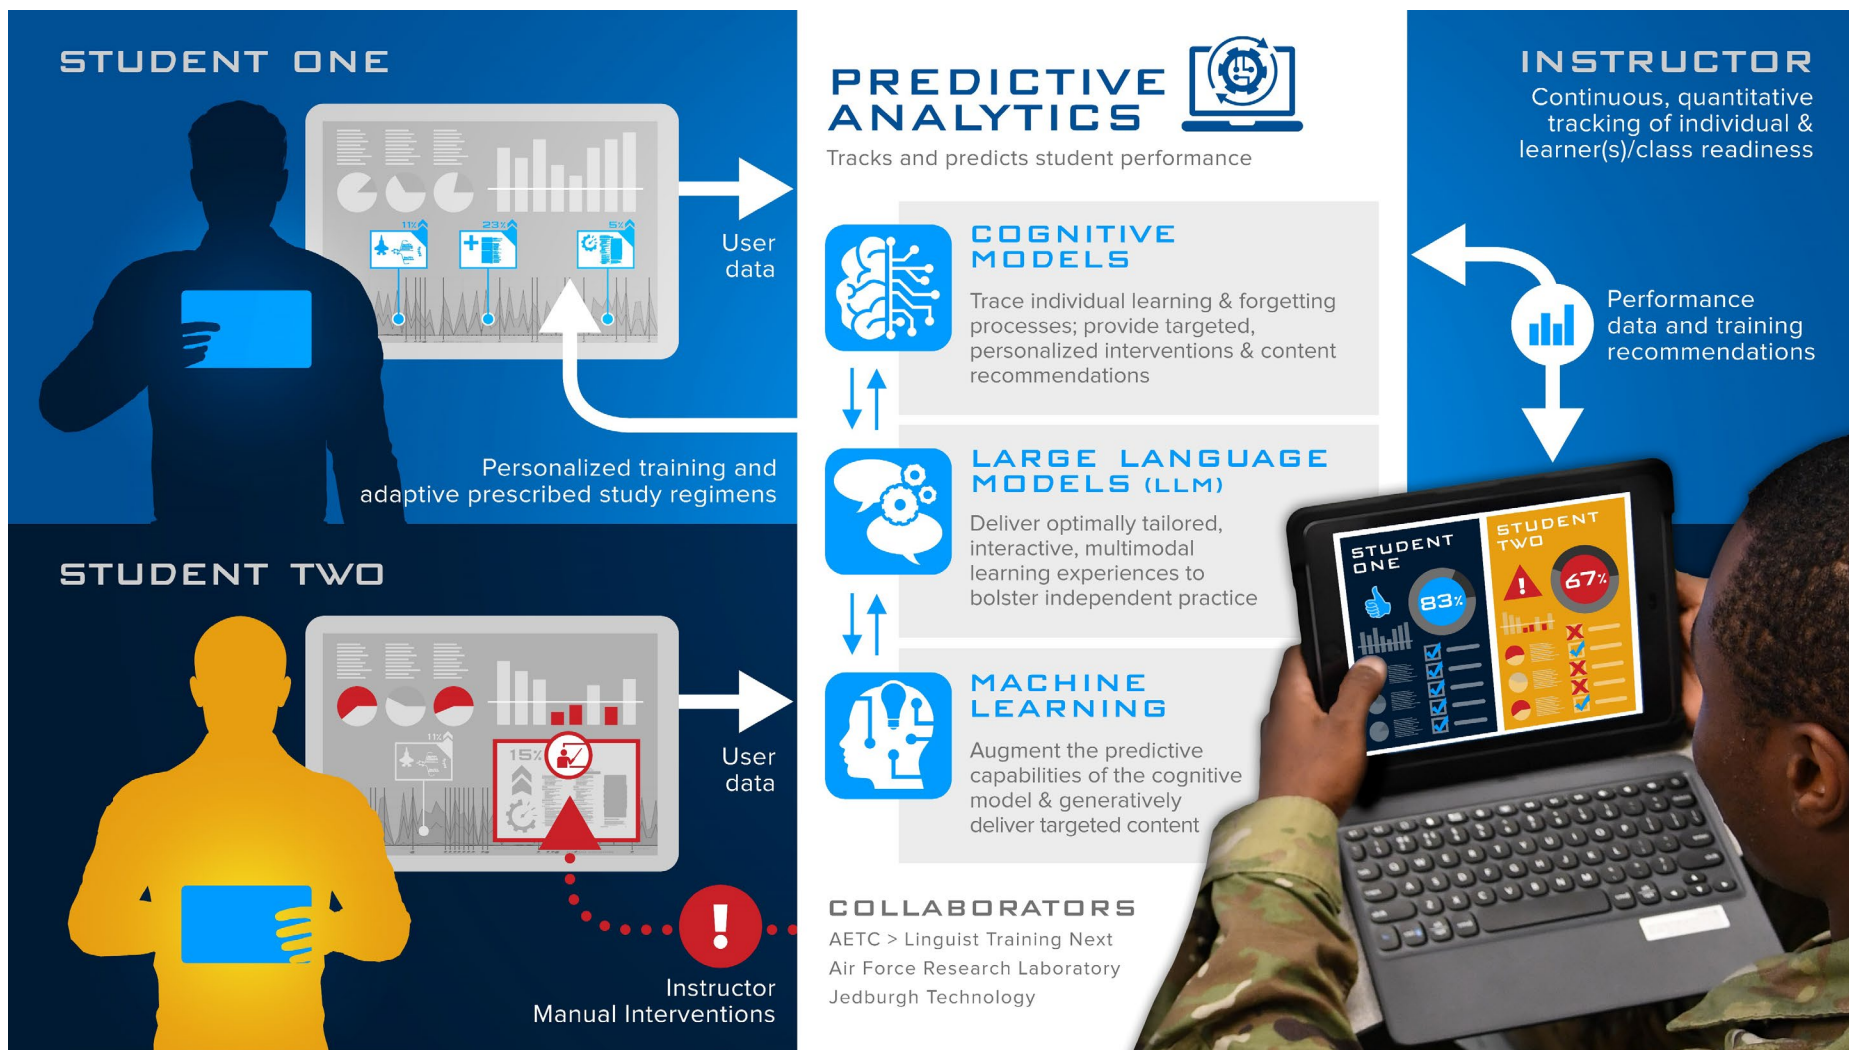 STUDENT ONE
11%
23%
5%
User
data
Personalized training and
adaptive prescribed study regimens
STUDENT TWO
11%
15%
User
data
Instructor
Manual Interventions
PREDICTIVE
ANALYTICS
Tracks and predicts student performance
COGNITIVE
MODELS
Trace individual learning & forgetting
processes; provide targeted,
personalized interventions & content
recommendations
LARGE LANGUAGE
MODELS (LLM)
Deliver optimally tailored,
interactive, multimodal
learning experiences to
bolster independent practice
MACHINE
LEARNING
Augment the predictive
capabilities of the cognitive
model & generatively
deliver targeted content
COLLABORATORS
AETC > Linguist Training Next
Air Force Research Laboratory
Jedburgh Technology
INSTRUCTOR
Continuous, quantitative
tracking of individual &
learner(s)/class readiness
Performance
data and training
recommendations
STUDENT
ONE
83%
STUDENT
TWO
67%